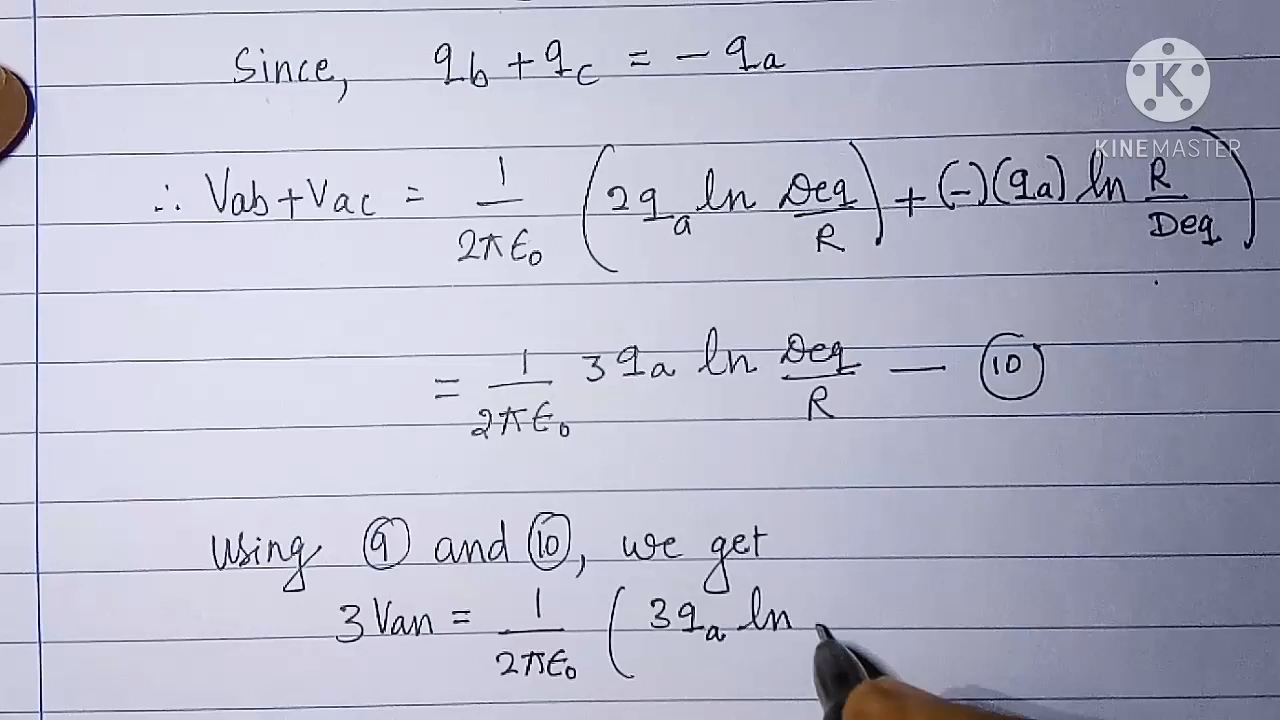 Since, qb + qc = - qa
KINEMASTER
∴ Vab + Vac = 1/2πϵ₀ (2qa ln Deq/R) + (-)(qa) ln R/Deq)
= 1/2πϵ₀ 3qa ln Deq/R — ⑩
Using ⑨ and ⑩, we get
3Van = 1/2πϵ₀ (3qa ln